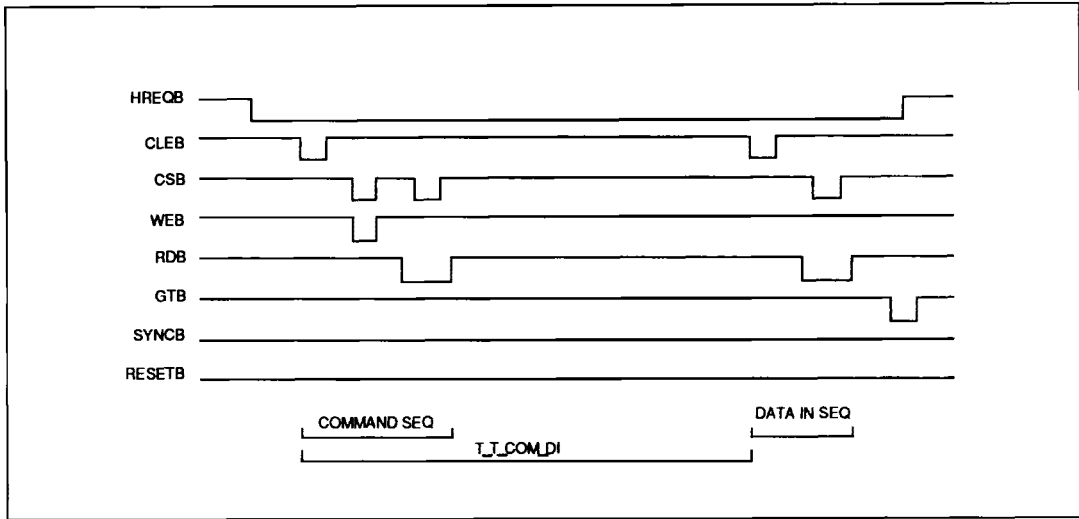 HREQB
CLEB
CSB
WEB
RDB
GTB
SYNCB
RESETB
COMMAND SEQ
DATA IN SEQ
T_T_COM_DI